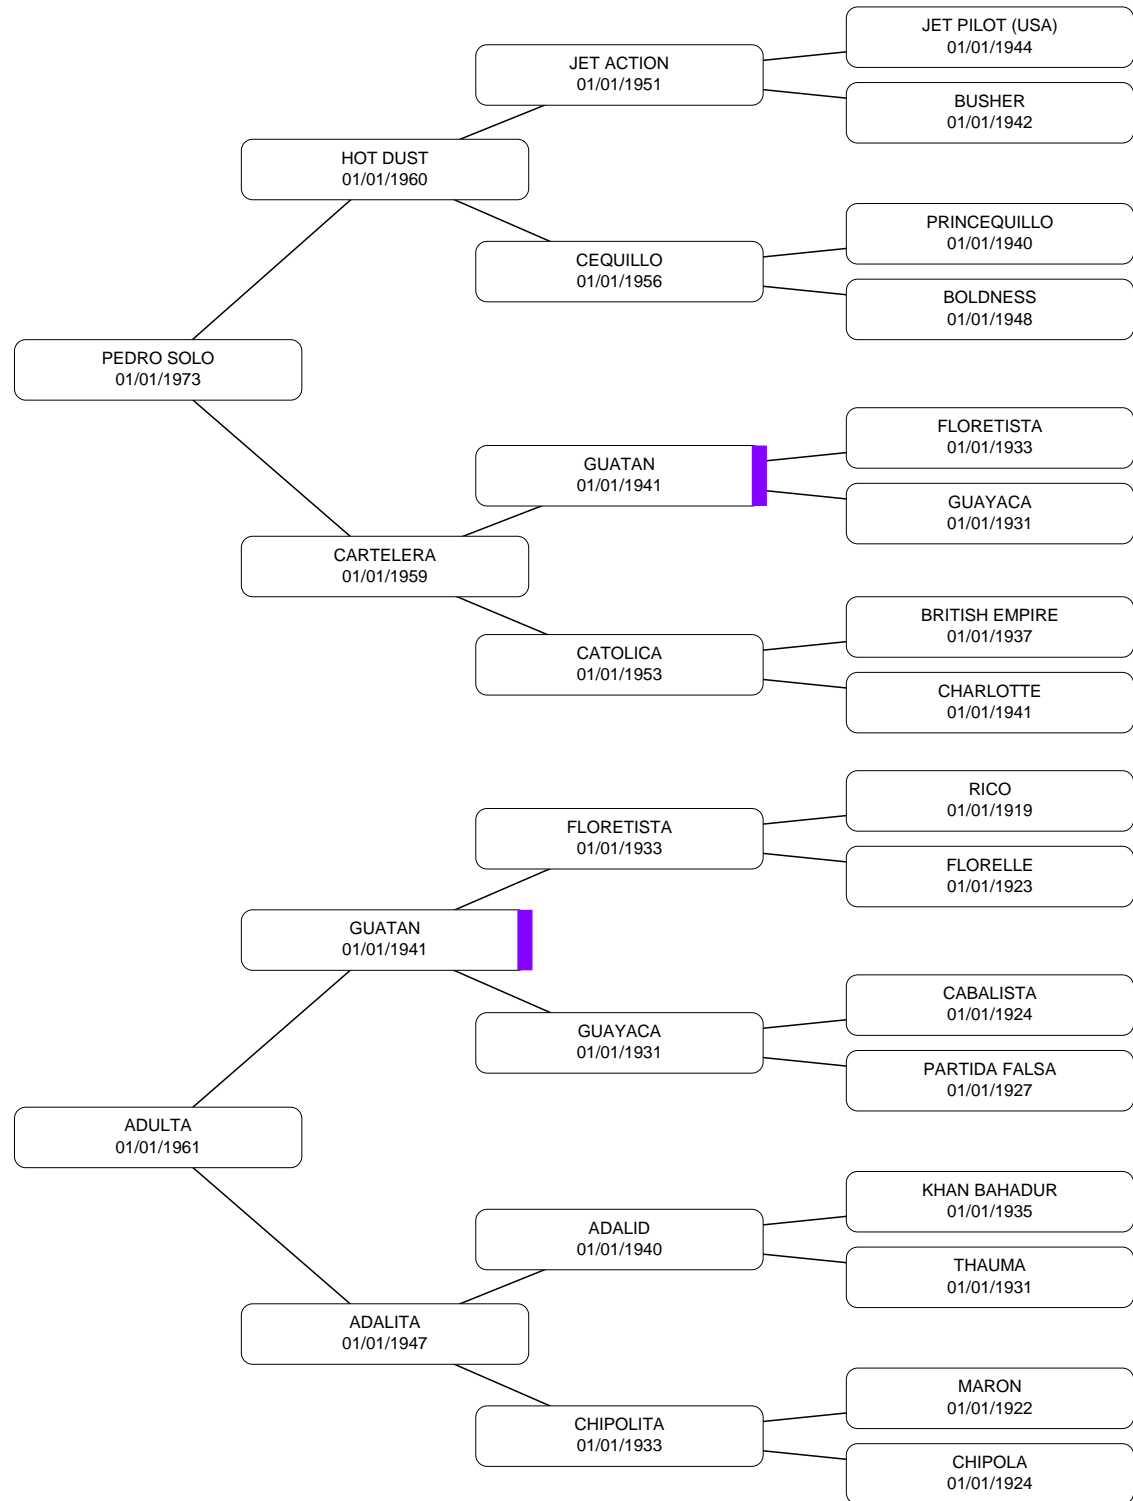 JET PILOT (USA)
01/01/1944
JET ACTION
01/01/1951
BUSHER
01/01/1942
HOT DUST
01/01/1960
PRINCEQUILLO
01/01/1940
CEQUILLO
01/01/1956
BOLDNESS
01/01/1948
PEDRO SOLO
01/01/1973
FLORETISTA
01/01/1933
GUATAN
01/01/1941
GUAYACA
01/01/1931
CARTELERA
01/01/1959
BRITISH EMPIRE
01/01/1937
CATOLICA
01/01/1953
CHARLOTTE
01/01/1941
RICO
01/01/1919
FLORETISTA
01/01/1933
FLORELLE
01/01/1923
GUATAN
01/01/1941
CABALISTA
01/01/1924
GUAYACA
01/01/1931
PARTIDA FALSA
01/01/1927
ADULTA
01/01/1961
KHAN BAHADUR
01/01/1935
ADALID
01/01/1940
THAUMA
01/01/1931
ADALITA
01/01/1947
MARON
01/01/1922
CHIPOLITA
01/01/1933
CHIPOLA
01/01/1924